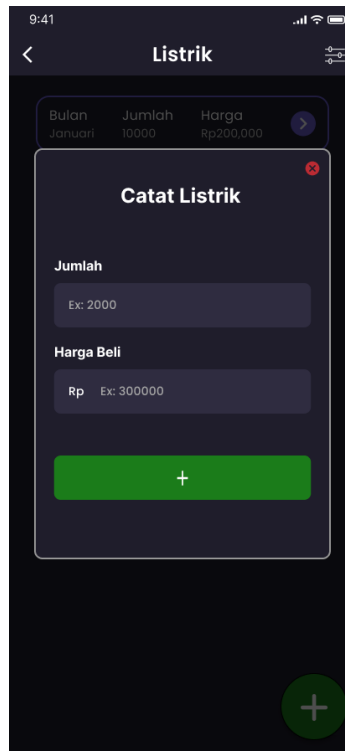 9:41
Listrik
Bulan Jumlah Harga
Januari 10000 Rp200,000
Catat Listrik
Jumlah
Ex: 2000
Harga Beli
Rp Ex: 300000
+
+